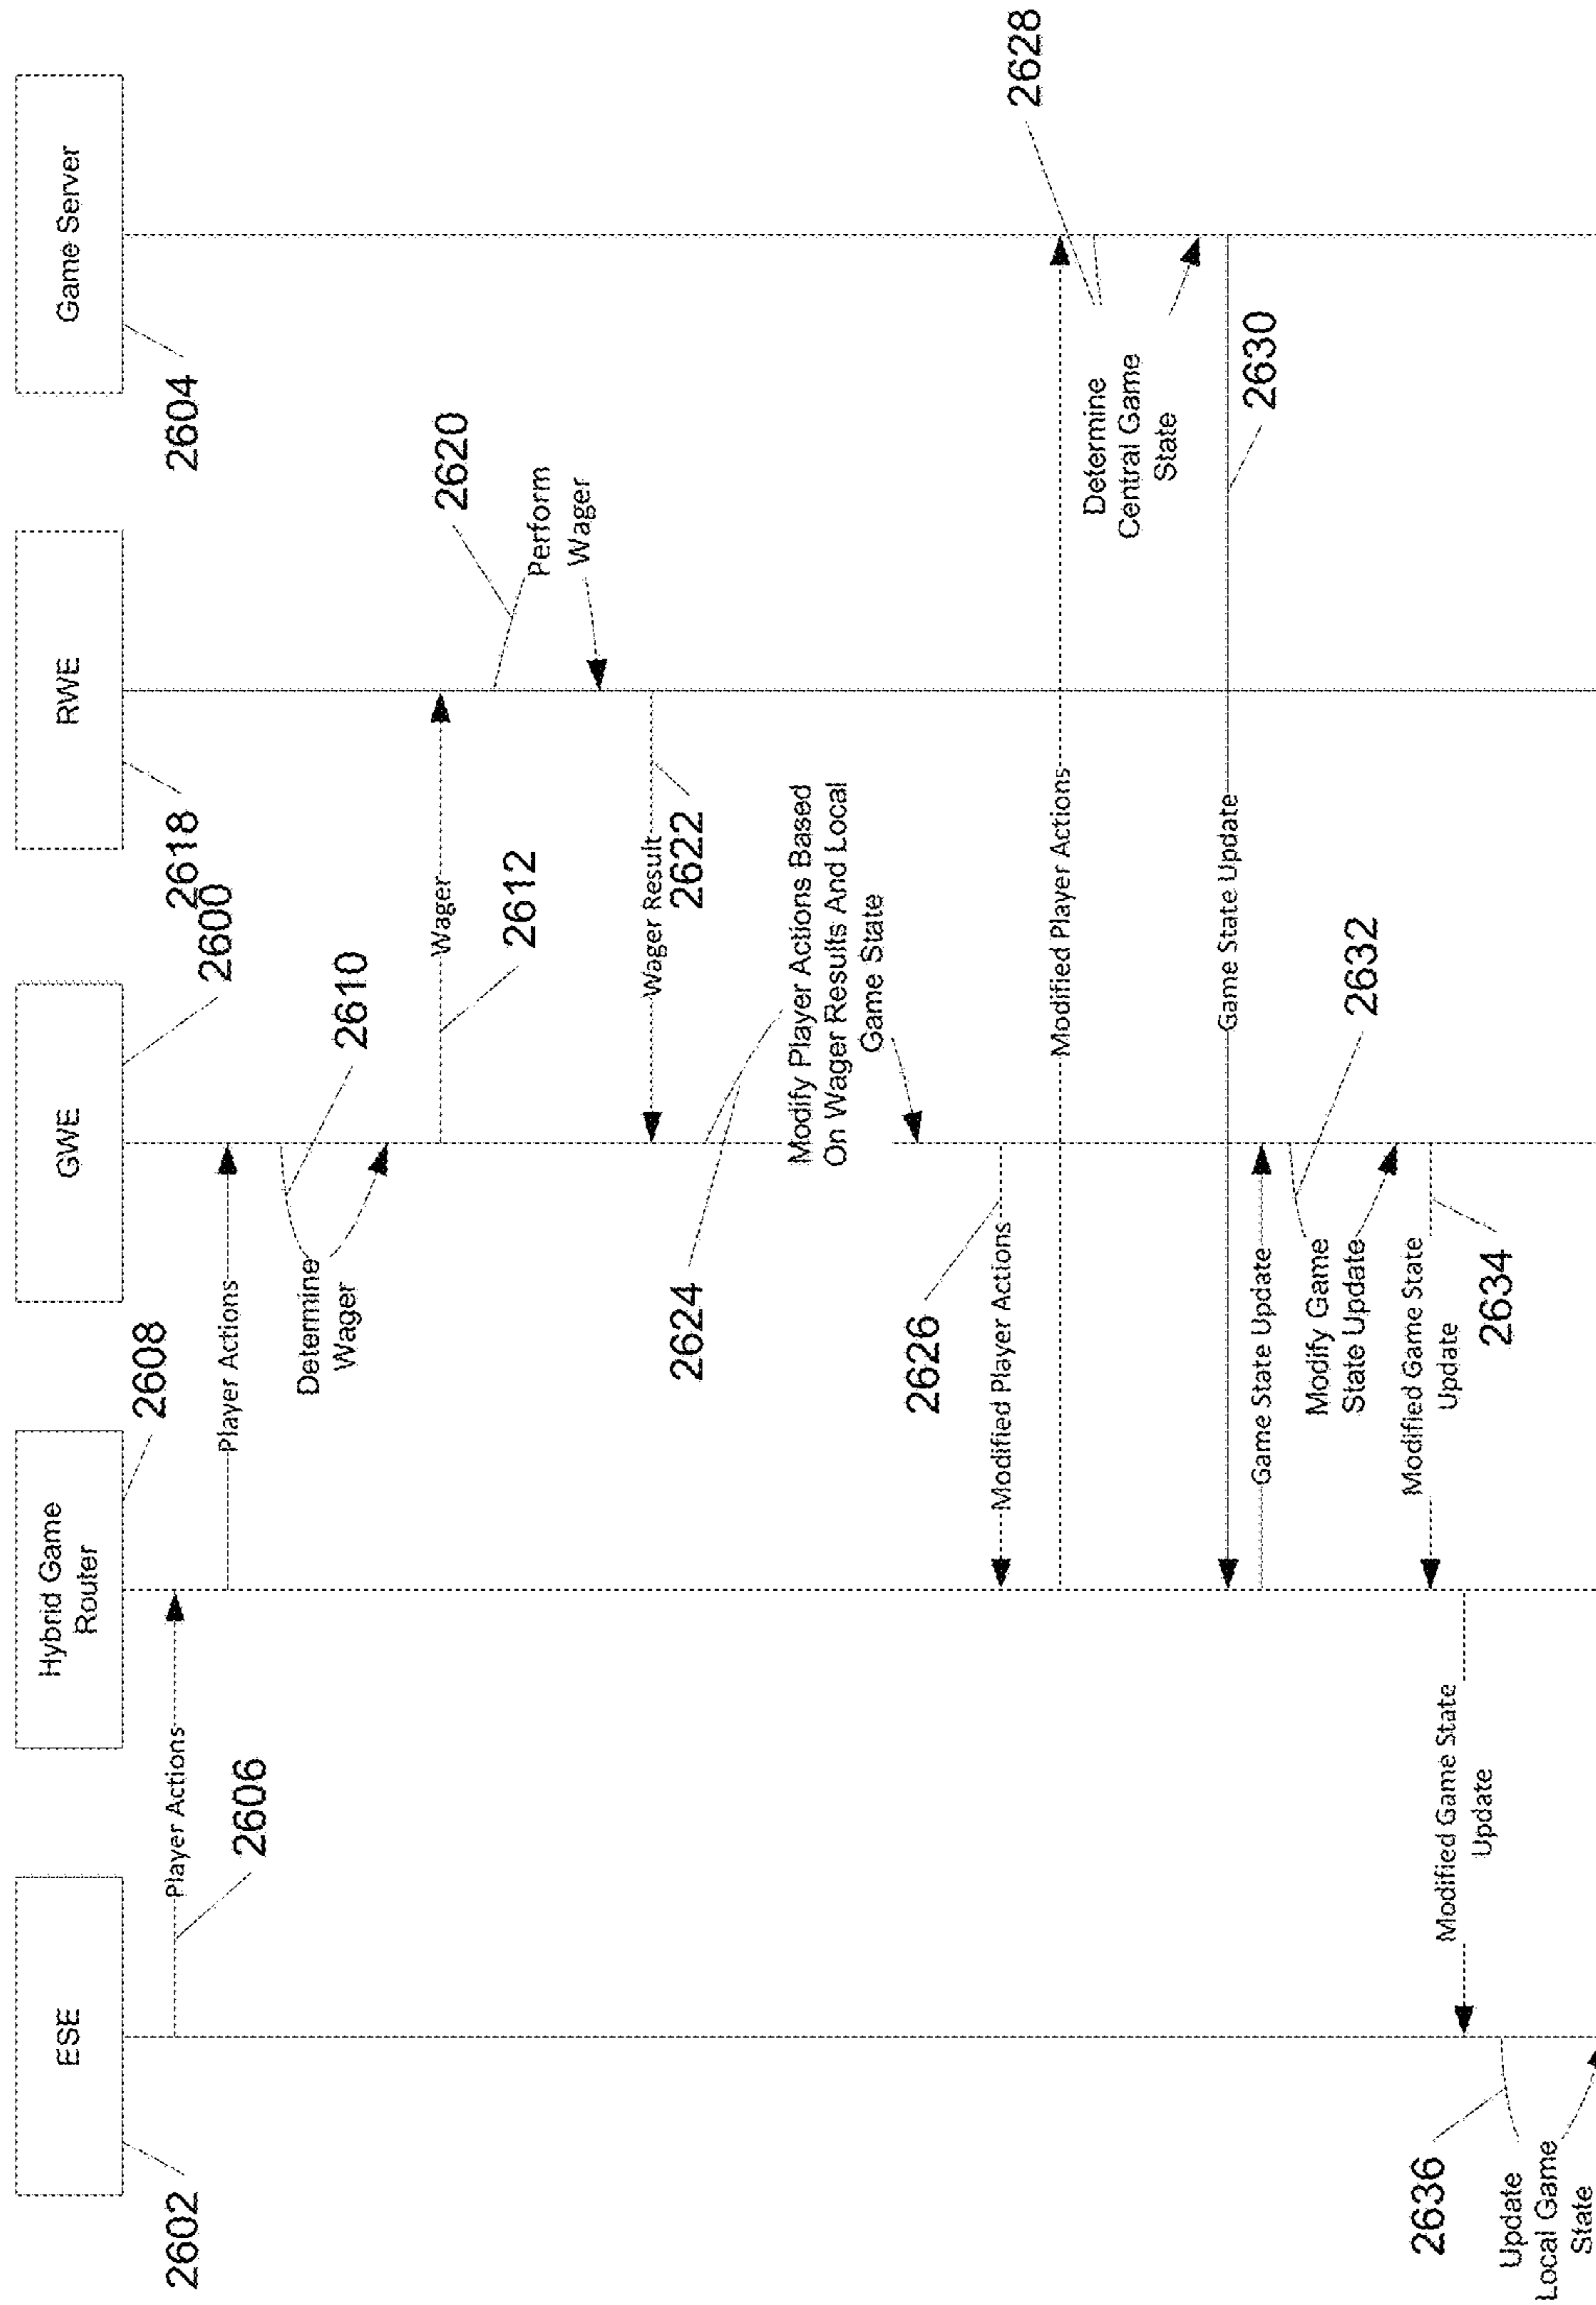 ESE
Hybrid Game
Router
GWE
RWE
Game Server
2602
2608
2600
2618
2604
Player Actions
2606
Player Actions
Determine
Wager
2610
Wager
2612
Perform
Wager
2620
Wager Result
2622
2624
Modify Player Actions Based
On Wager Results And Local
Game State
2626
Modified Player Actions
Modified Player Actions
2628
Determine
Central Game
State
Game State Update
2630
Game State Update
Modify Game
State Update
2632
Modified Game State
Update
2634
Modified Game State
Update
2636
Update
Local Game
State